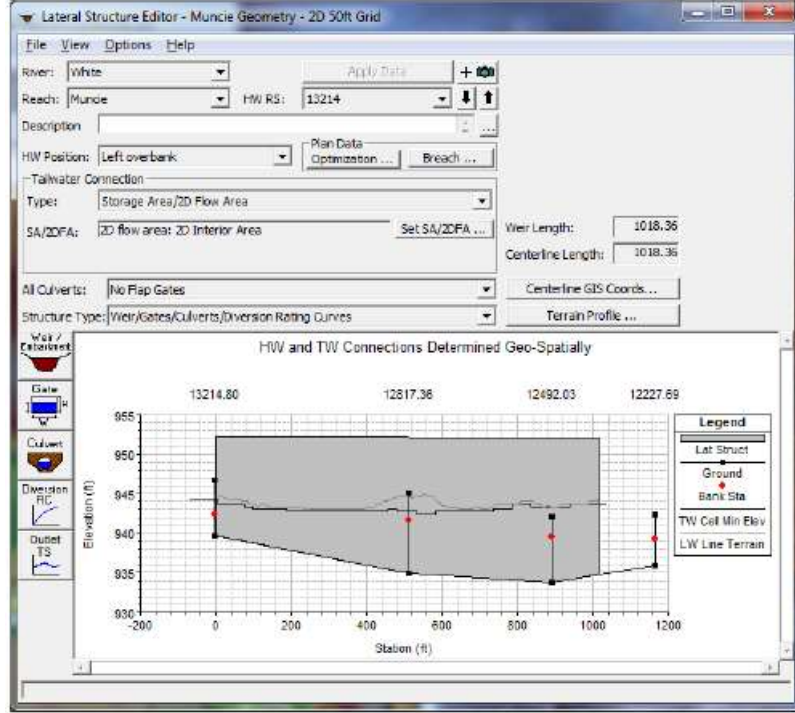 Lateral Structure Editor - Muncie Geometry - 2D 50ft Grid
File View Options Help
River: White Apply Data
Reach: Muncie HW RS: 13214
Description ...
HW Position: Left overbank Plan Data Optimization ... Breach ...
Tailwater Connection
Type: Storage Area/2D Flow Area
SA/2DFA: 2D flow area: 2D Interior Area Set SA/2DFA ... Weir Length: 1018.36
Centerline Length: 1018.36
All Culverts: No Flap Gates Centerline GIS Coords...
Structure Type: Weir/Gates/Culverts/Diversion Rating Curves Terrain Profile ...
Weir / Embankment
Gate
Culvert
Diversion RC
Outlet TS
HW and TW Connections Determined Geo-Spatially
13214.80 12817.36 12492.03 12227.69
955
950
945
940
935
930
Elevation (ft)
-200 0 200 400 600 800 1000 1200
Station (ft)
Legend
Lat Struct
Ground
Bank Sta
TW Cell Min Elev
LW Line Terrain